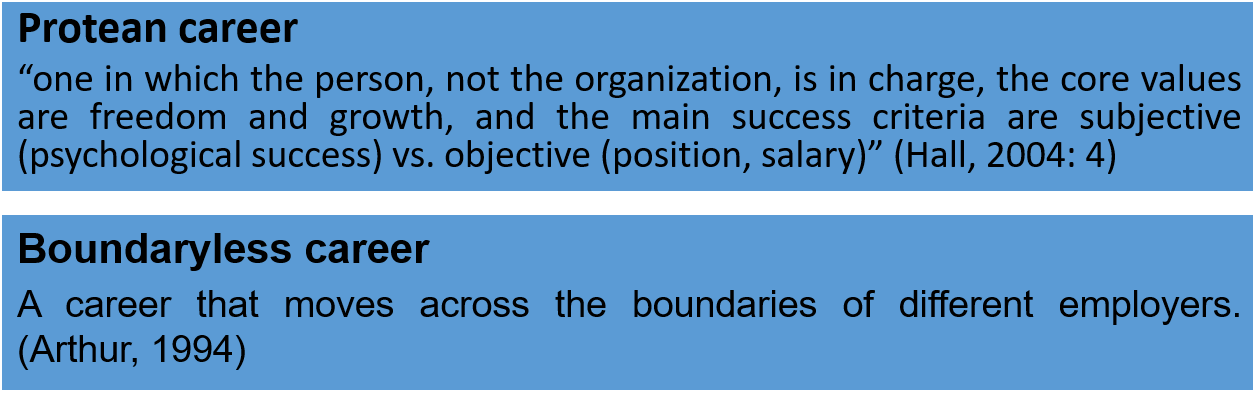 Protean career
“one in which the person, not the organization, is in charge, the core values
are freedom and growth, and the main success criteria are subjective
(psychological success) vs. objective (position, salary)” (Hall, 2004: 4)
Boundaryless career
A career that moves across the boundaries of different employers.
(Arthur, 1994)